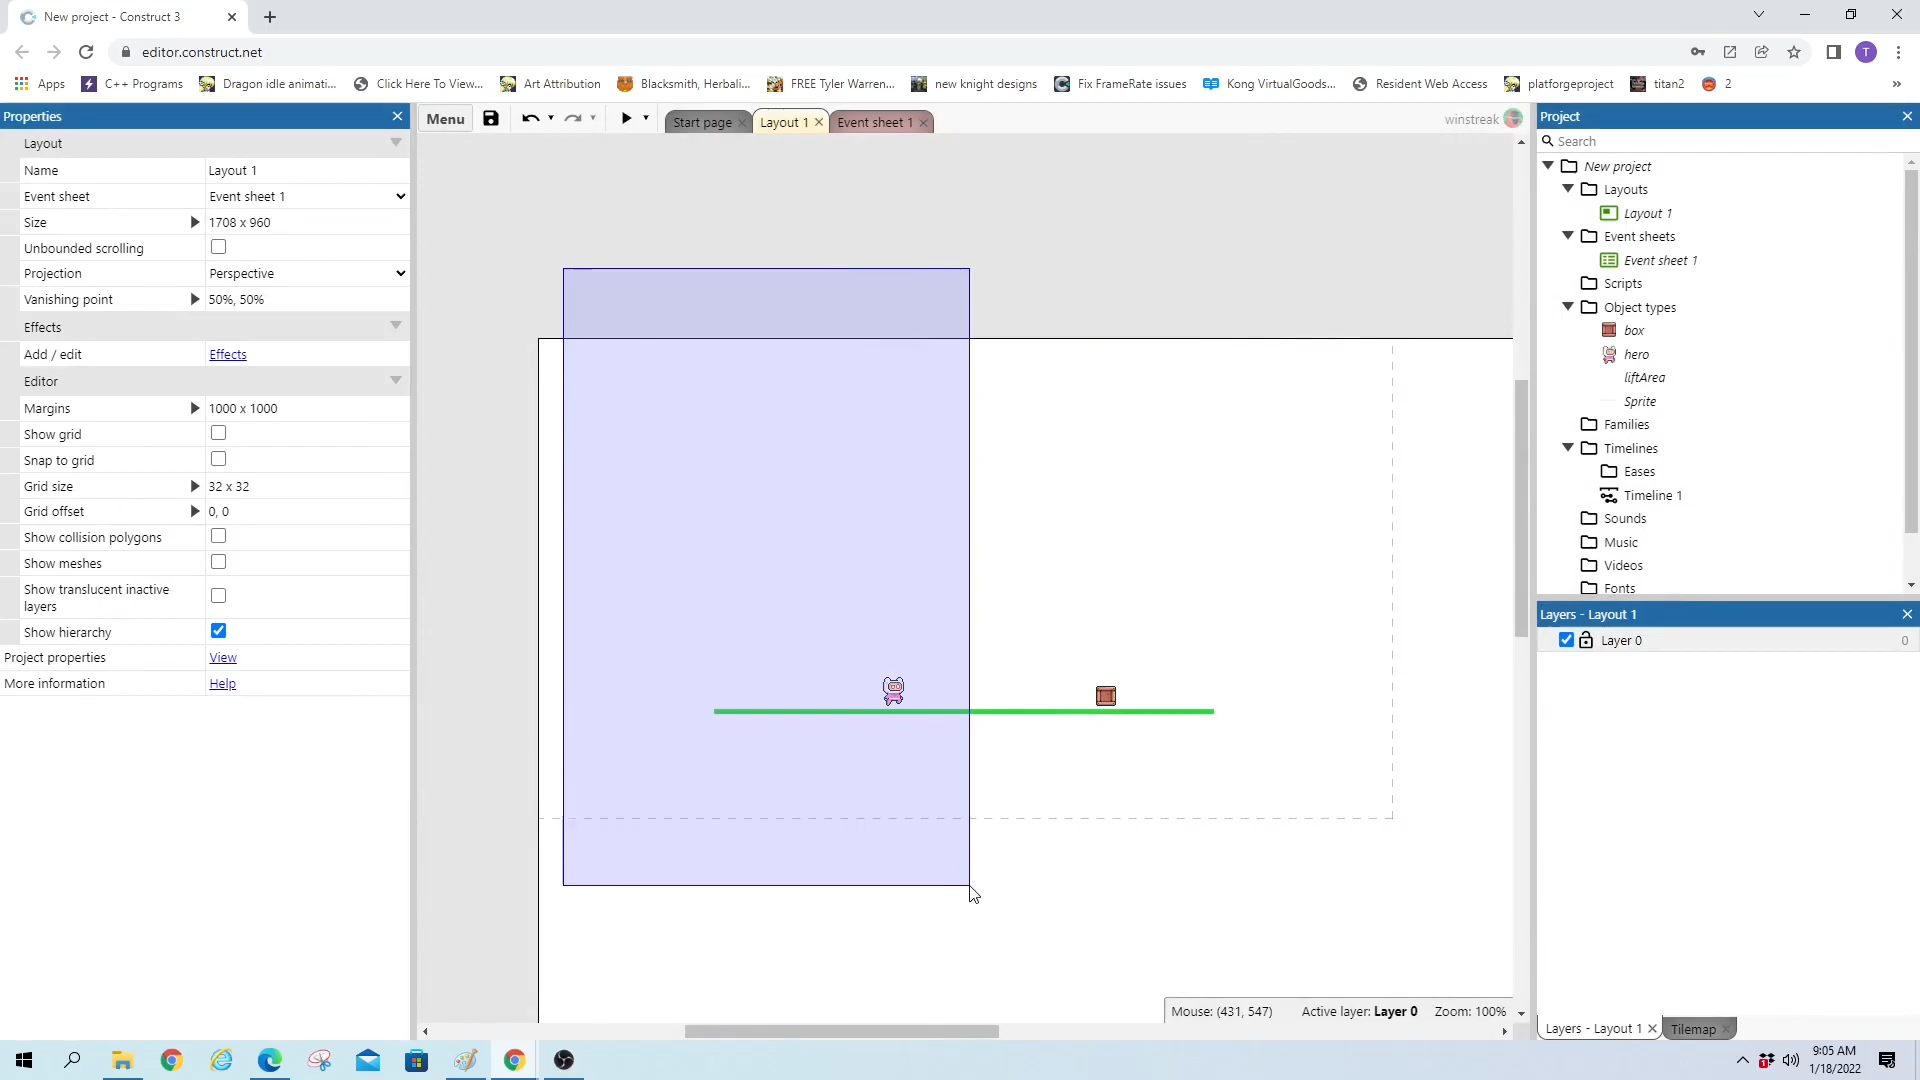 New project - Construct 3
editor.construct.net
T
Apps
C++ Programs
Dragon idle animati...
Click Here To View...
Art Attribution
Blacksmith, Herbali...
FREE Tyler Warren...
new knight designs
Fix FrameRate issues
Kong VirtualGoods...
Resident Web Access
platforgeproject
titan2
2
Properties
Menu
Start page
Layout 1
Event sheet 1
winstreak
Project
Layout
Name Layout 1
Event sheet Event sheet 1
Size 1708 x 960
Unbounded scrolling
Projection Perspective
Vanishing point 50%, 50%
Effects
Add / edit Effects
Editor
Margins 1000 x 1000
Show grid
Snap to grid
Grid size 32 x 32
Grid offset 0, 0
Show collision polygons
Show meshes
Show translucent inactive
layers
Show hierarchy
Project properties View
More information Help
Mouse: (431, 547) Active layer: Layer 0 Zoom: 100%
Search
New project
Layouts
Layout 1
Event sheets
Event sheet 1
Scripts
Object types
box
hero
liftArea
Sprite
Families
Timelines
Eases
Timeline 1
Sounds
Music
Videos
Fonts
Layers - Layout 1
Layer 0 0
Layers - Layout 1
Tilemap
9:05 AM
1/18/2022